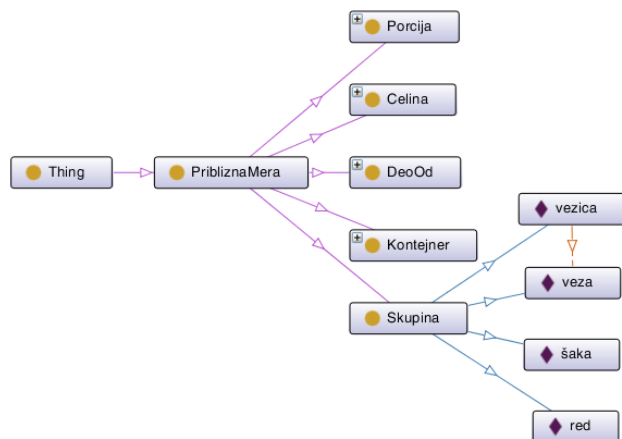 Porcija
Celina
Thing
PribliznaMera
DeoOd
vezica
Kontejner
veza
Skupina
šaka
red